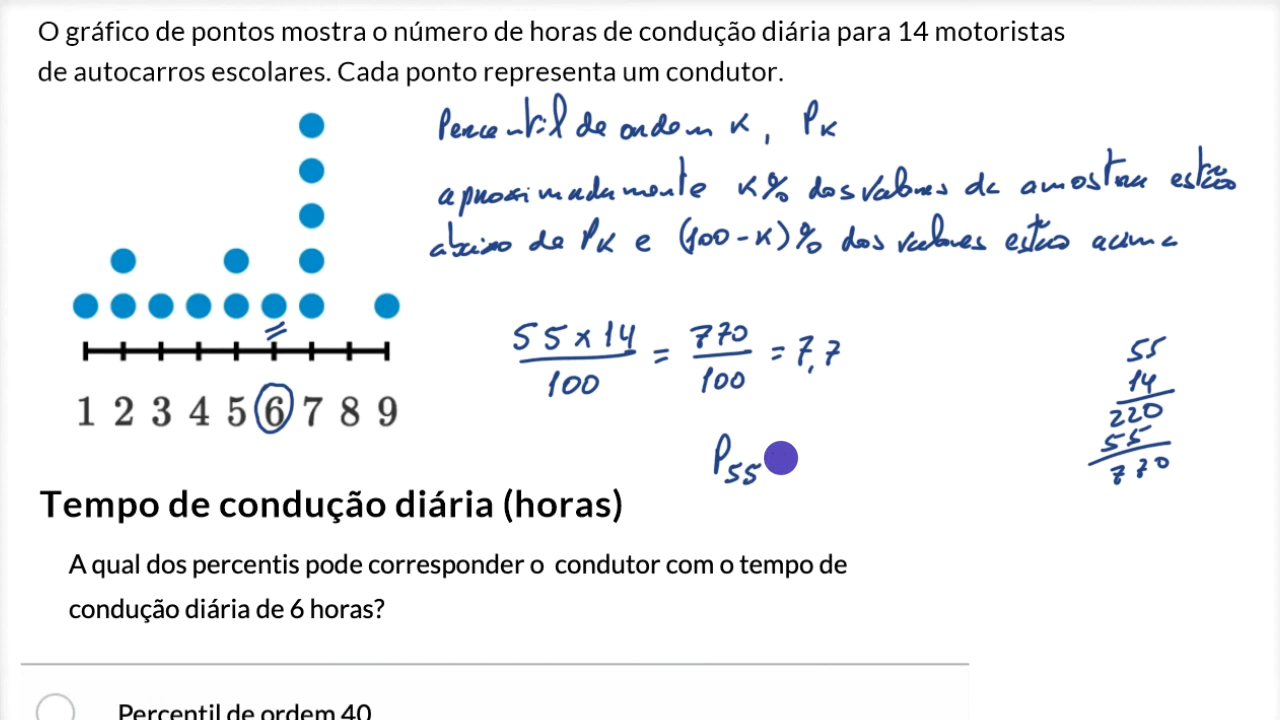 O gráfico de pontos mostra o número de horas de condução diária para 14 motoristas
de autocarros escolares. Cada ponto representa um condutor.
Percentil de ordem K, PK
aproximadamente K% dos valores da amostra estão
abaixo de PK e (100-K)% dos valores estão acima
55 x 14 / 100 = 770 / 100 = 7,7
55
14
220
55
770
P55
1 2 3 4 5 6 7 8 9
Tempo de condução diária (horas)
A qual dos percentis pode corresponder o condutor com o tempo de
condução diária de 6 horas?
Percentil de ordem 40